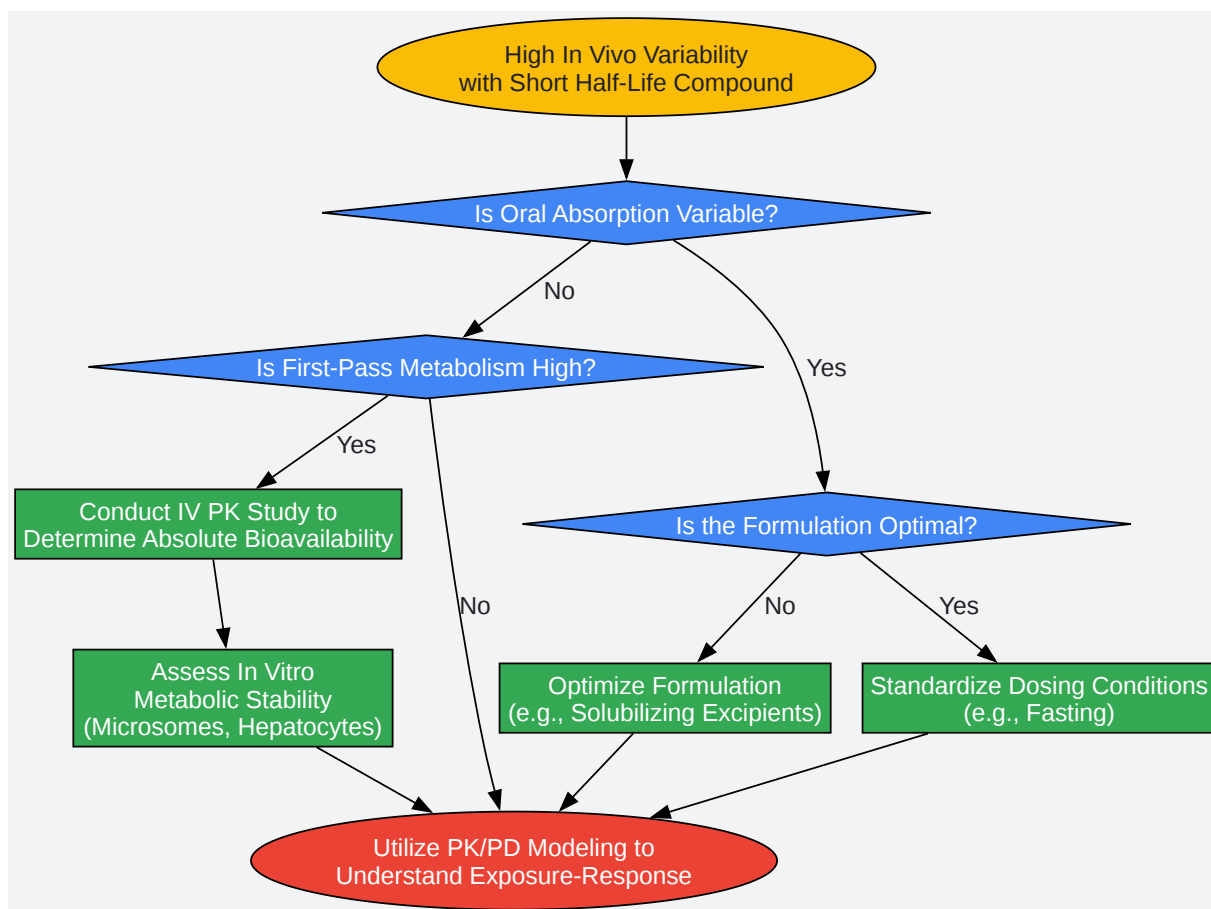 High In Vivo Variability
with Short Half-Life Compound
Is Oral Absorption Variable?
No
Is First-Pass Metabolism High?
Yes
Yes
Conduct IV PK Study to
Determine Absolute Bioavailability
Is the Formulation Optimal?
No
No
Yes
Assess In Vitro
Metabolic Stability
(Microsomes, Hepatocytes)
Optimize Formulation
(e.g., Solubilizing Excipients)
Standardize Dosing Conditions
(e.g., Fasting)
Utilize PK/PD Modeling to
Understand Exposure-Response